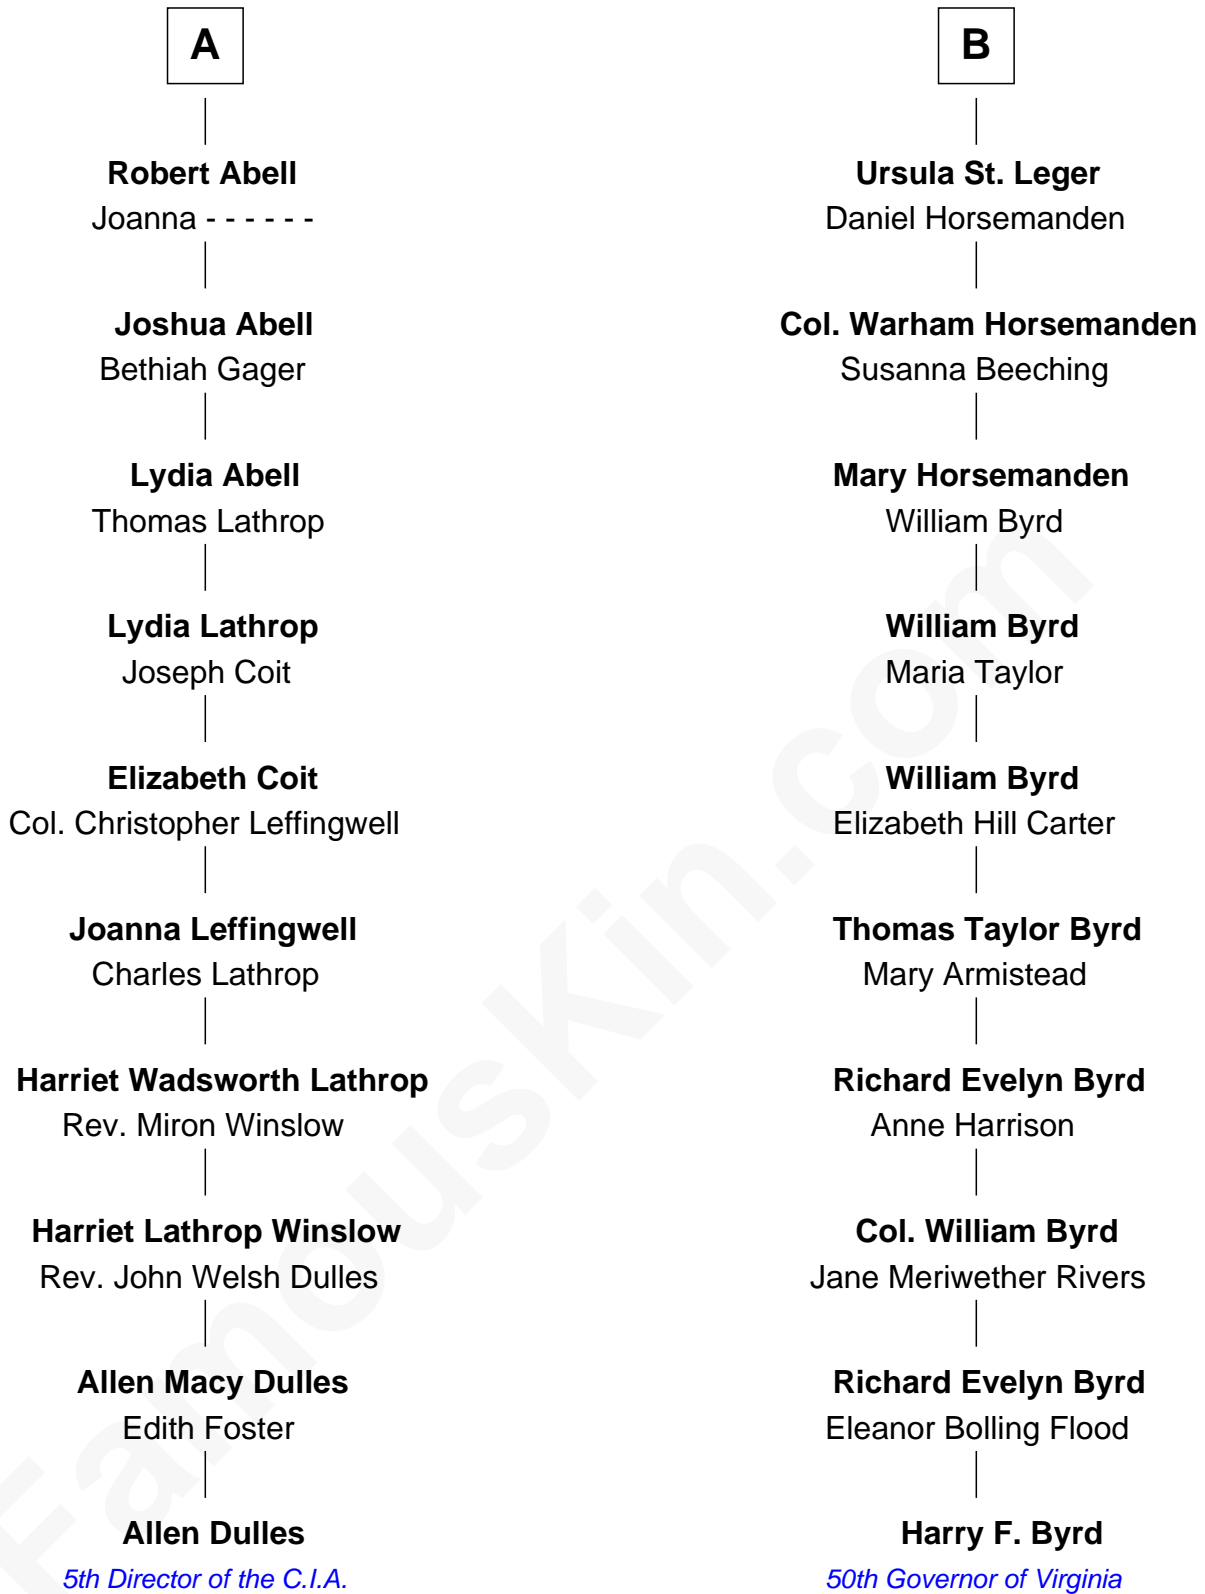 A
Robert Abell
Joanna - - - - - -
Joshua Abell
Bethiah Gager
Lydia Abell
Thomas Lathrop
Lydia Lathrop
Joseph Coit
Elizabeth Coit
Col. Christopher Leffingwell
Joanna Leffingwell
Charles Lathrop
Harriet Wadsworth Lathrop
Rev. Miron Winslow
Harriet Lathrop Winslow
Rev. John Welsh Dulles
Allen Macy Dulles
Edith Foster
Allen Dulles
5th Director of the C.I.A.
B
Ursula St. Leger
Daniel Horsemanden
Col. Warham Horsemanden
Susanna Beeching
Mary Horsemanden
William Byrd
William Byrd
Maria Taylor
William Byrd
Elizabeth Hill Carter
Thomas Taylor Byrd
Mary Armistead
Richard Evelyn Byrd
Anne Harrison
Col. William Byrd
Jane Meriwether Rivers
Richard Evelyn Byrd
Eleanor Bolling Flood
Harry F. Byrd
50th Governor of Virginia
FamousKin.com